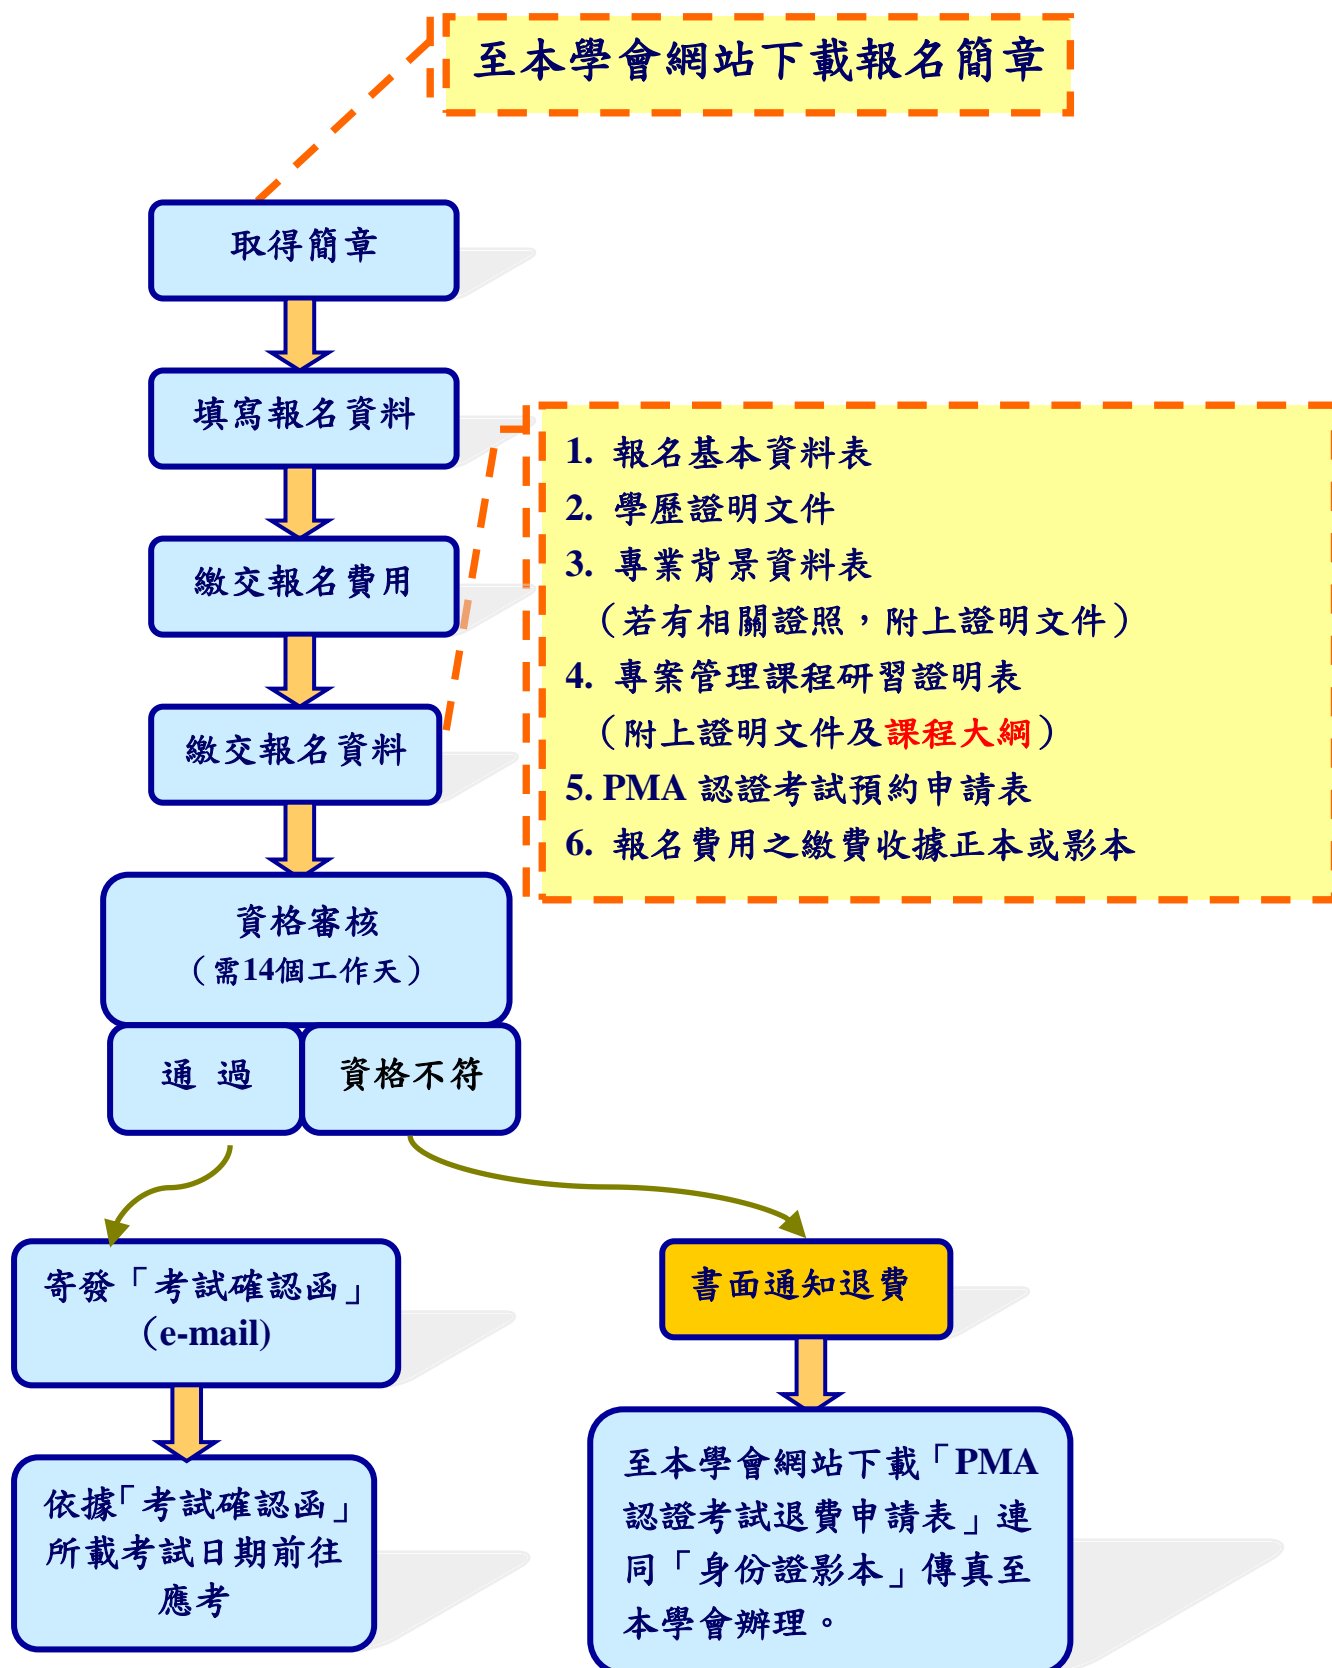 至本學會網站下載報名簡章
取得簡章
填寫報名資料
繳交報名費用
繳交報名資料
1. 報名基本資料表
2. 學歷證明文件
3. 專業背景資料表
（若有相關證照，附上證明文件）
4. 專案管理課程研習證明表
（附上證明文件及課程大綱）
5. PMA 認證考試預約申請表
6. 報名費用之繳費收據正本或影本
資格審核
（需14個工作天）
通 過
資格不符
寄發「考試確認函」
（e-mail)
依據「考試確認函」
所載考試日期前往
應考
書面通知退費
至本學會網站下載「PMA
認證考試退費申請表」連
同「身份證影本」傳真至
本學會辦理。